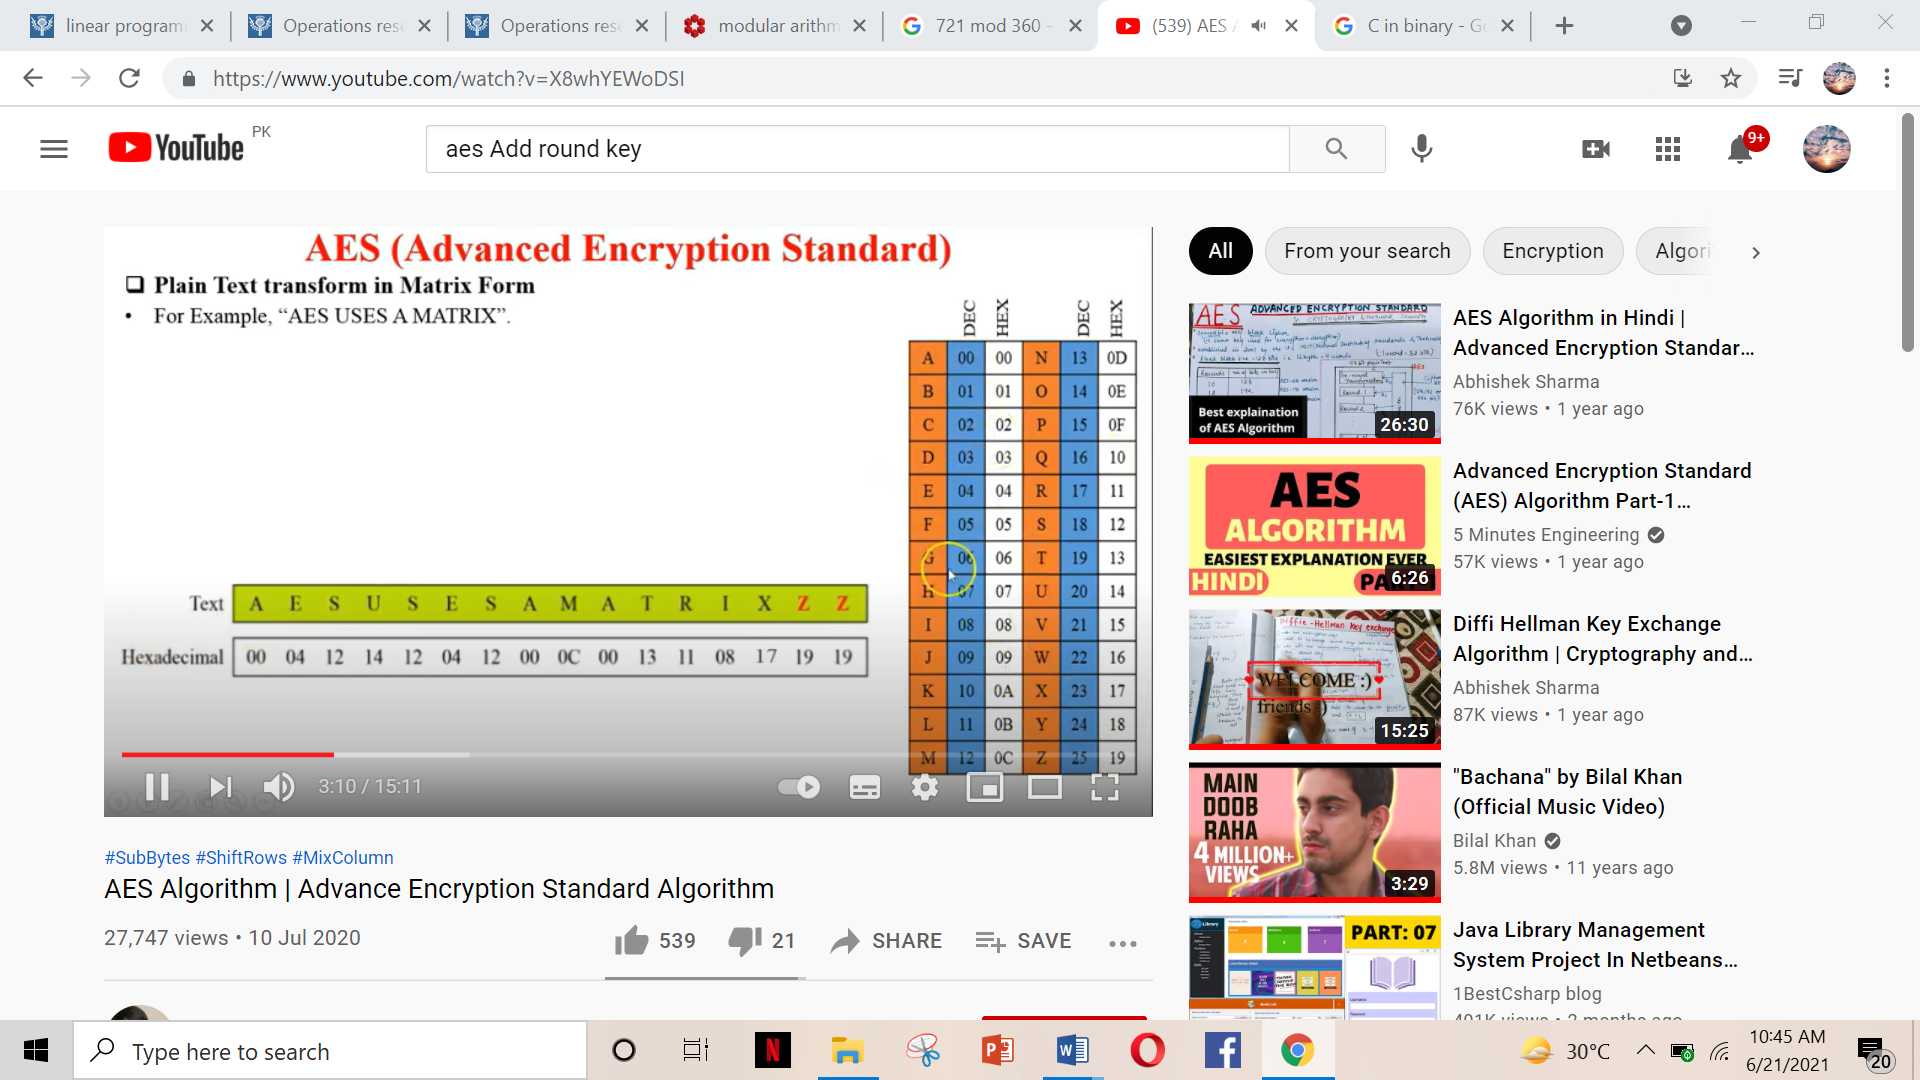 linear program
Operations rese
Operations rese
modular arithm
721 mod 360 -
(539) AES A
C in binary - Go
https://www.youtube.com/watch?v=X8whYEWoDSI
YouTube PK
aes Add round key
9+
AES (Advanced Encryption Standard)
❑ Plain Text transform in Matrix Form
• For Example, “AES USES A MATRIX”.
DEC HEX DEC HEX
A 00 00 N 13 0D
B 01 01 O 14 0E
C 02 02 P 15 0F
D 03 03 Q 16 10
E 04 04 R 17 11
F 05 05 S 18 12
G 06 06 T 19 13
H 07 07 U 20 14
I 08 08 V 21 15
J 09 09 W 22 16
K 10 0A X 23 17
L 11 0B Y 24 18
M 12 0C Z 25 19
Text A E S U S E S A M A T R I X Z Z
Hexadecimal 00 04 12 14 12 04 12 00 0C 00 13 11 08 17 19 19
3:10 / 15:11
#SubBytes #ShiftRows #MixColumn
AES Algorithm | Advance Encryption Standard Algorithm
27,747 views • 10 Jul 2020
539 21 SHARE SAVE
All From your search Encryption Algori
AES ADVANCED ENCRYPTION STANDARD
Best explaination
of AES Algorithm
26:30
AES Algorithm in Hindi |
Advanced Encryption Standar...
Abhishek Sharma
76K views • 1 year ago
AES
ALGORITHM
EASIEST EXPLANATION EVER
HINDI
6:26
Advanced Encryption Standard
(AES) Algorithm Part-1...
5 Minutes Engineering
57K views • 1 year ago
Diffie-Hellman Key exchange
WELCOME :)
friends :)
15:25
Diffi Hellman Key Exchange
Algorithm | Cryptography and...
Abhishek Sharma
87K views • 1 year ago
MAIN
DOOB
RAHA
4 MILLION+
VIEWS
3:29
"Bachana" by Bilal Khan
(Official Music Video)
Bilal Khan
5.8M views • 11 years ago
Library
PART: 07
Java Library Management
System Project In Netbeans...
1BestCsharp blog
Type here to search
30°C
10:45 AM
6/21/2021
20